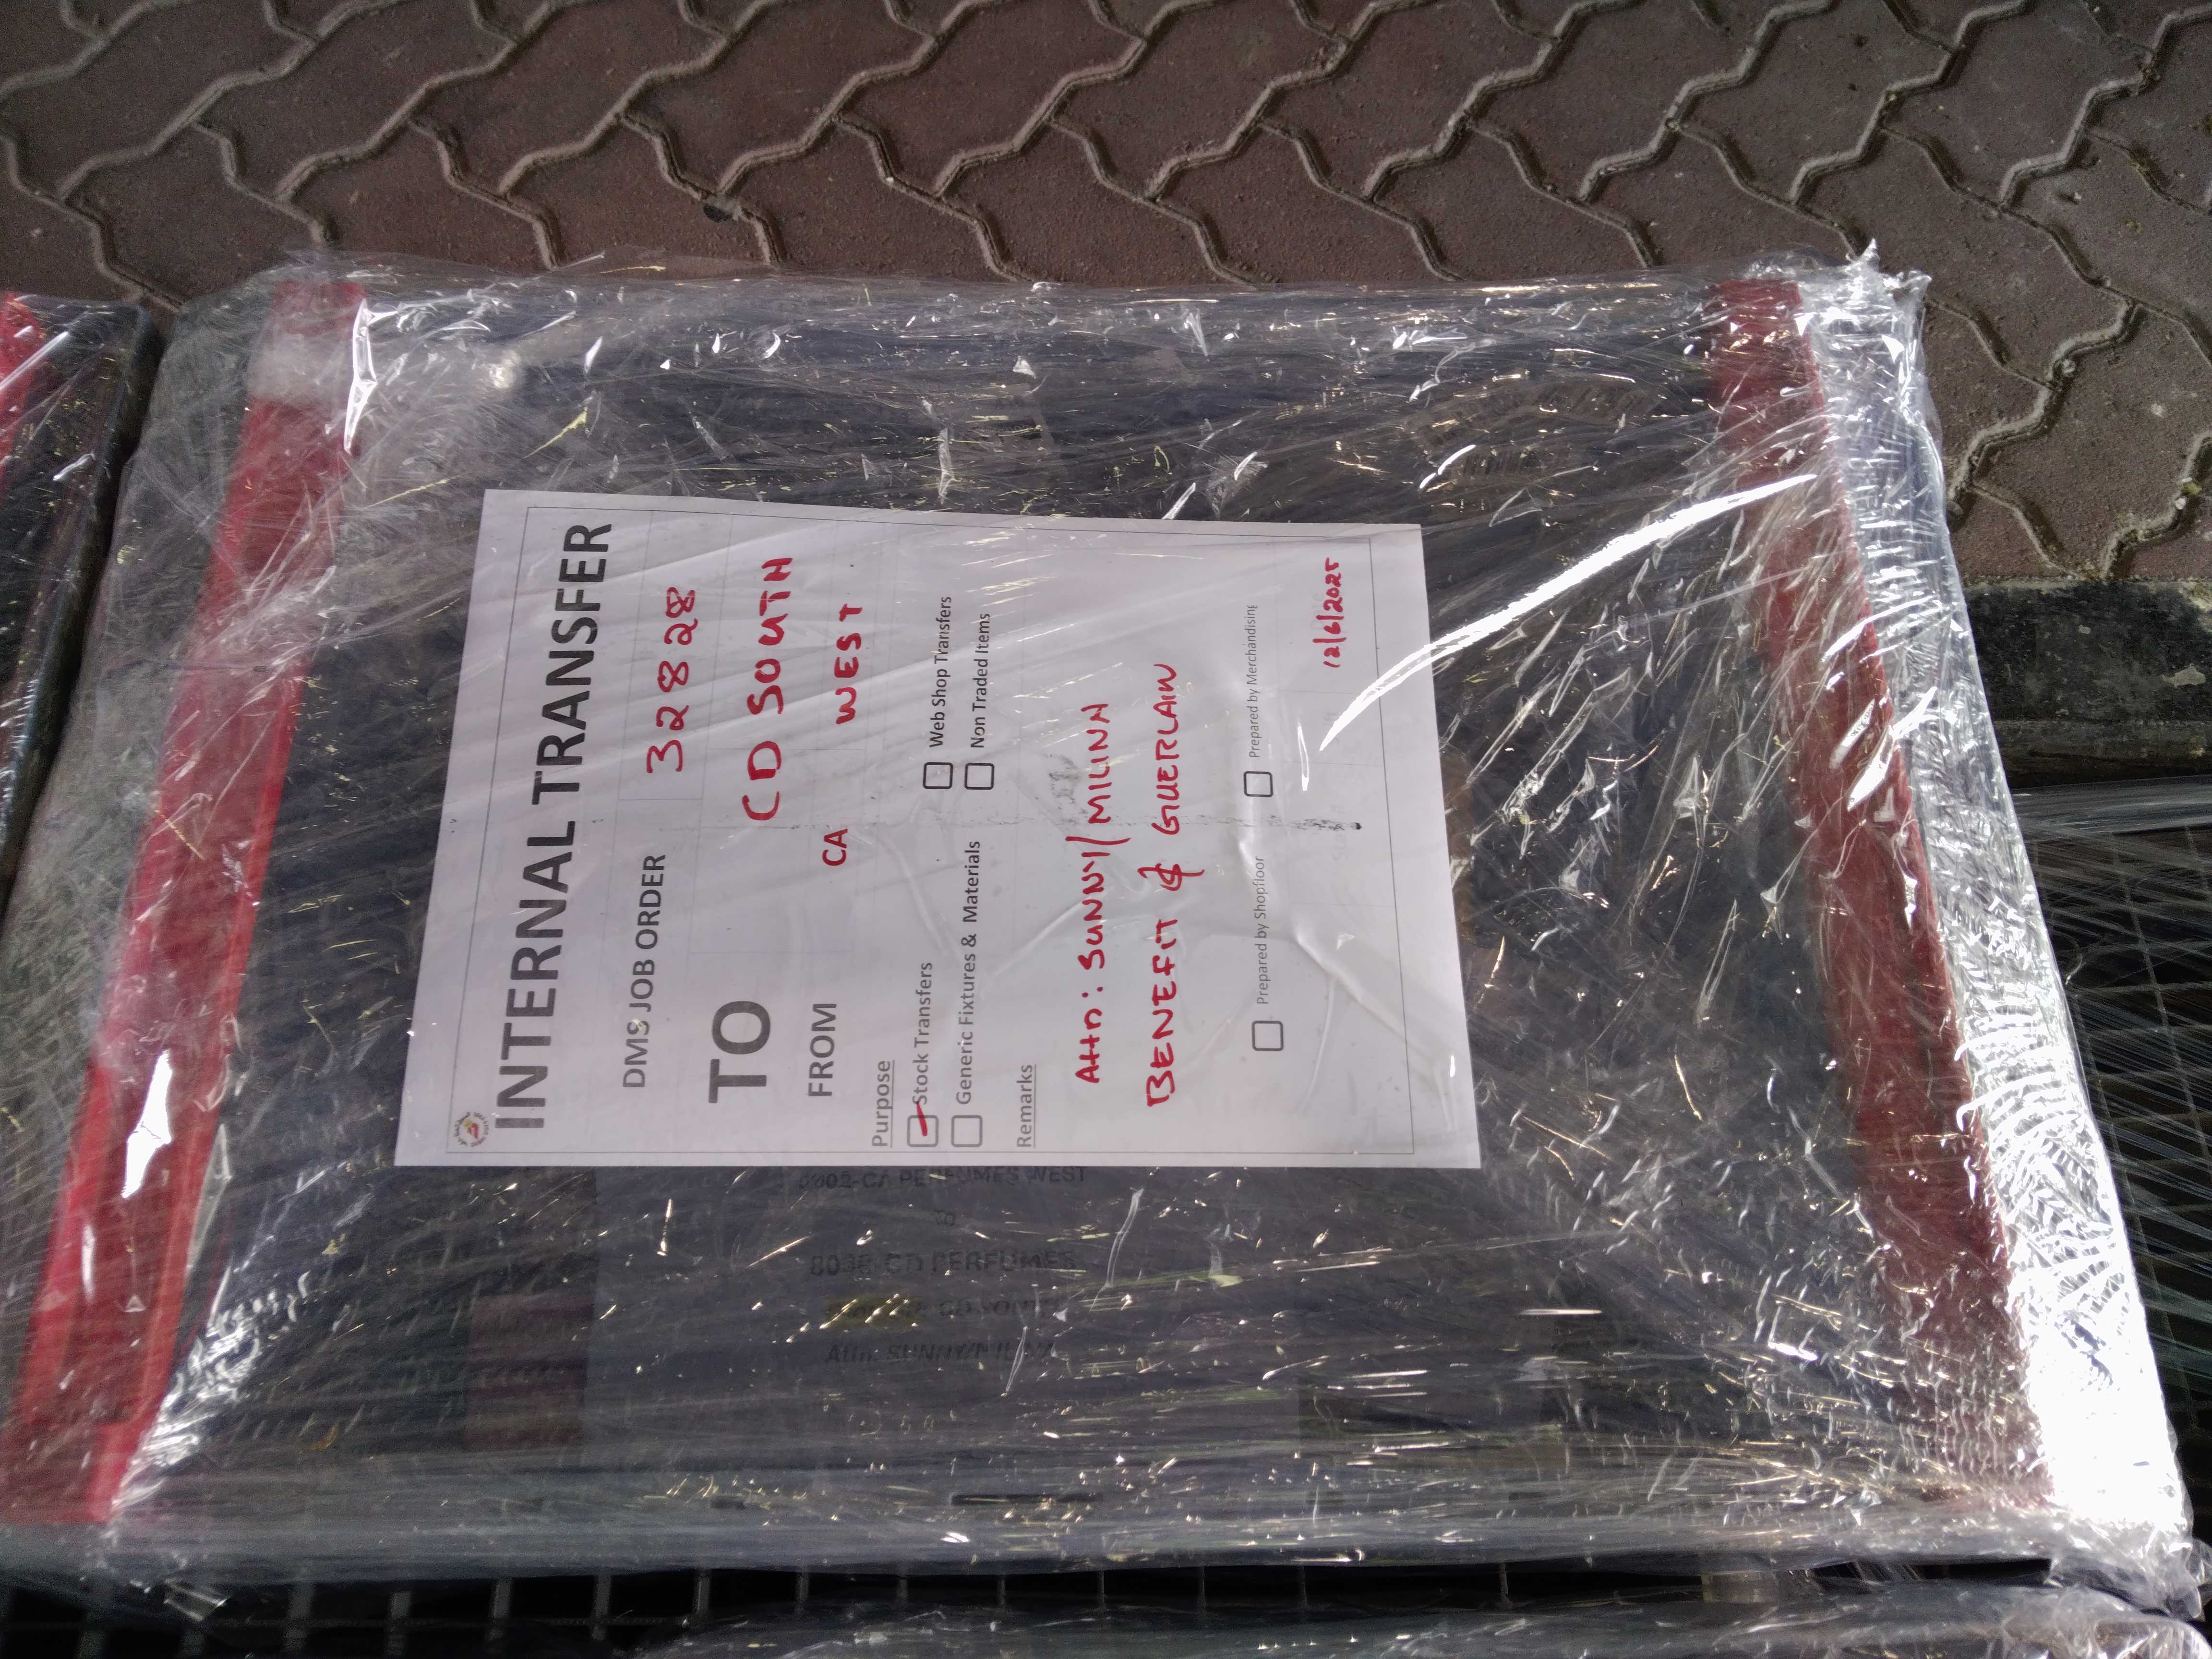 INTERNAL TRANSFER
DMS JOB ORDER 32828
TO CD SOUTH
FROM CA WEST
Purpose
Stock Transfers Web Shop Transfers
Generic Fixtures & Materials Non Traded Items
Remarks
Attn: SUNNY/MILINN
BENEFIT & GUERLAIN
Prepared by Shopfloor Prepared by Merchandising
12/6/2025
CA PERFUMES WEST
CD PERFUMES